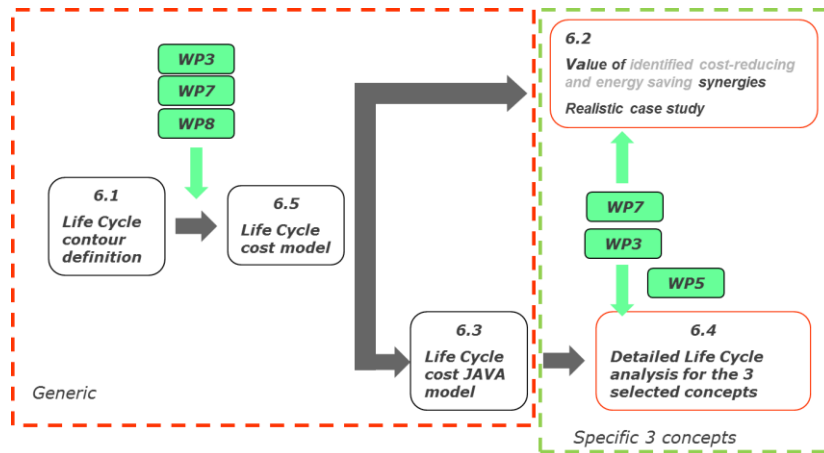 WP3
WP7
WP8
6.1
Life Cycle
contour
definition
6.5
Life Cycle
cost model
6.3
Life Cycle
cost JAVA
model
Generic
6.2
Value of identified cost-reducing
and energy saving synergies
Realistic case study
WP7
WP3
WP5
6.4
Detailed Life Cycle
analysis for the 3
selected concepts
Specific 3 concepts